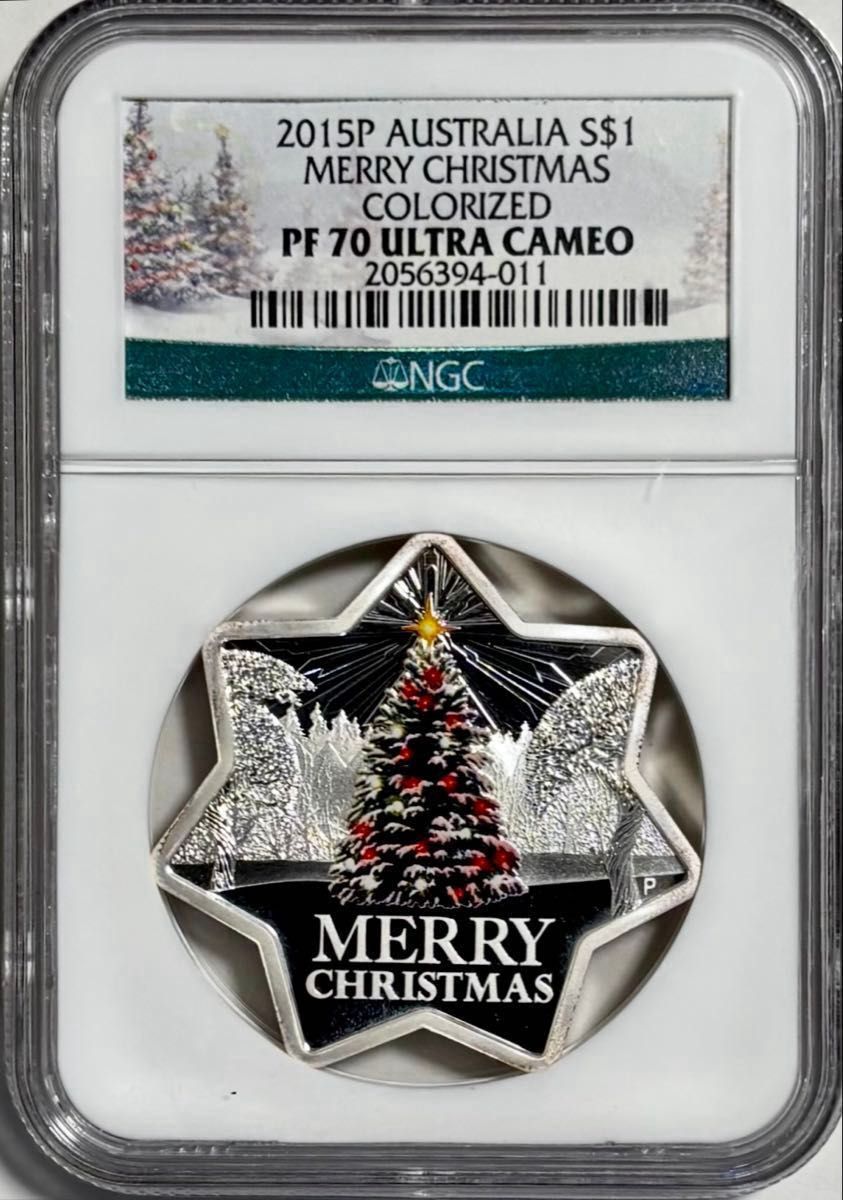 2015P AUSTRALIA S$1
MERRY CHRISTMAS
COLORIZED
PF 70 ULTRA CAMEO
2056394-011
NGC
P
MERRY
CHRISTMAS